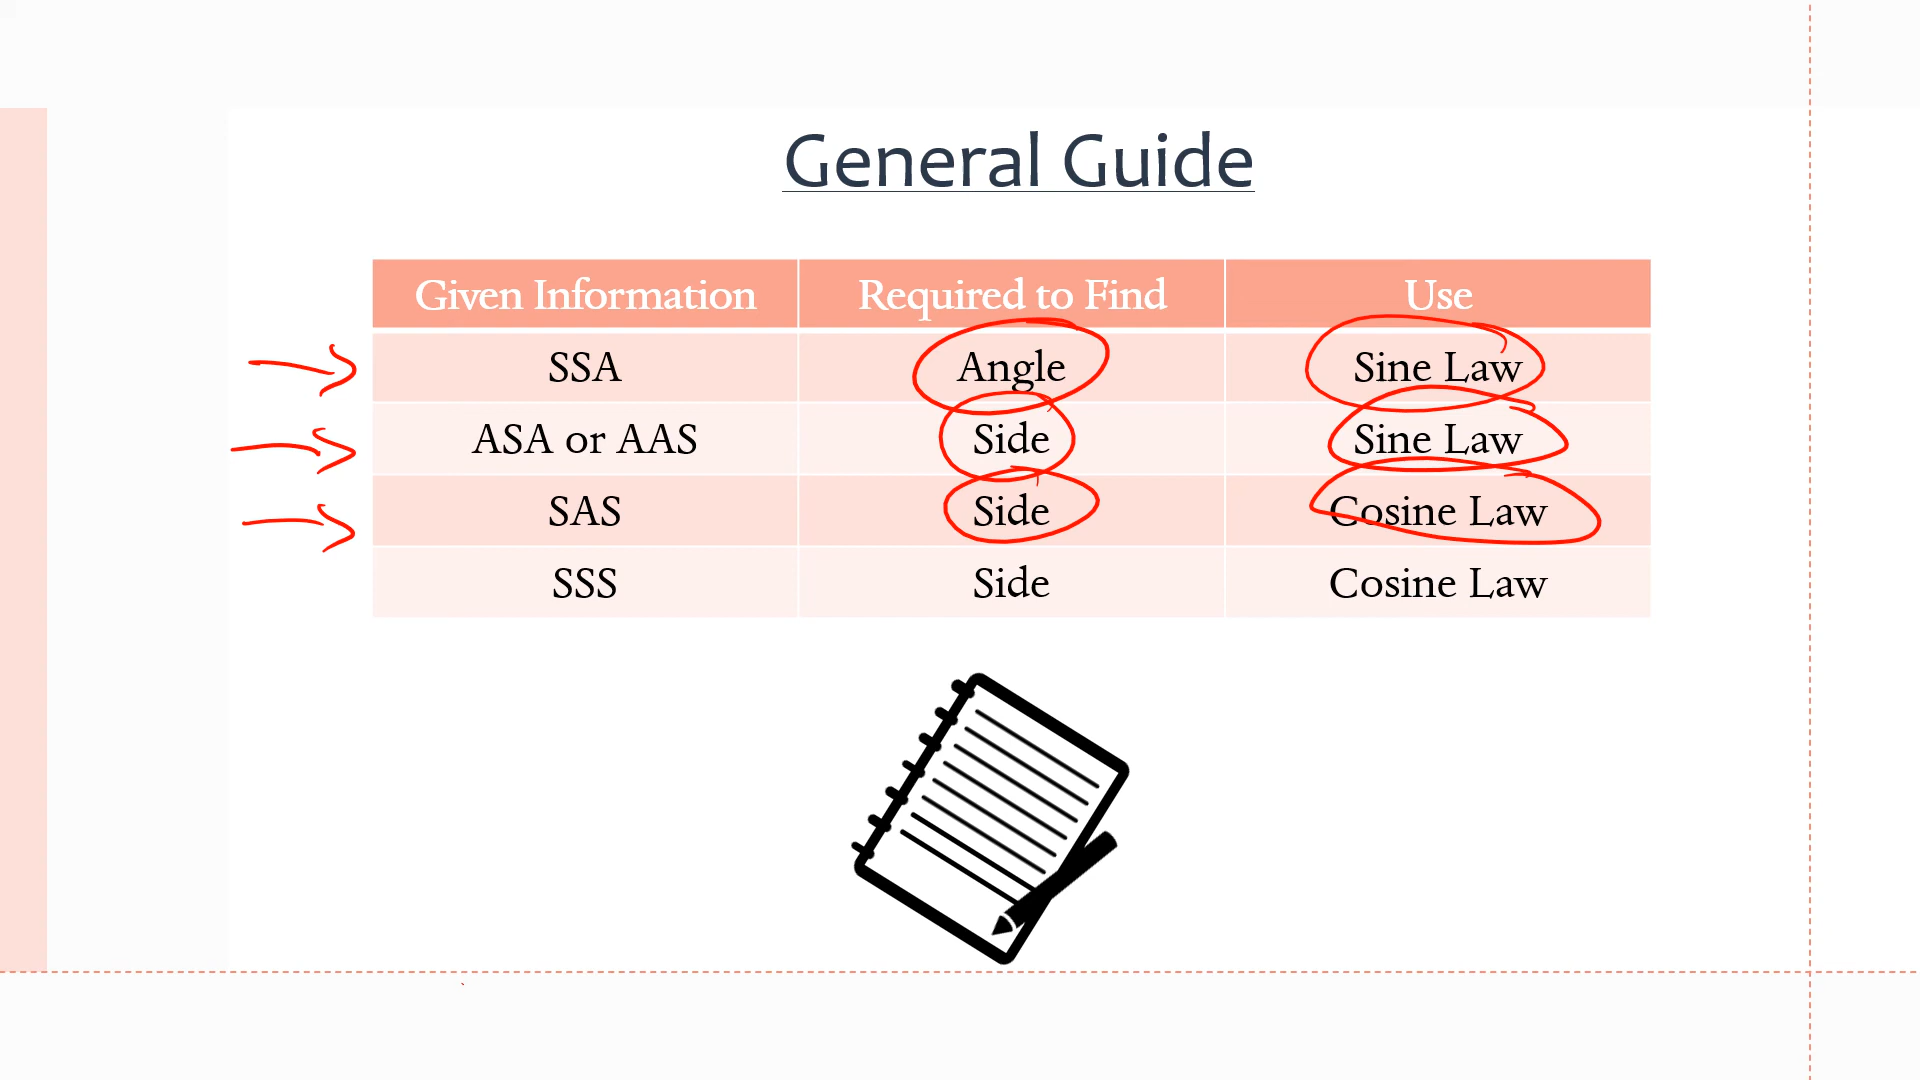 General Guide
Given Information Required to Find Use
SSA Angle Sine Law
ASA or AAS Side Sine Law
SAS Side Cosine Law
SSS Side Cosine Law